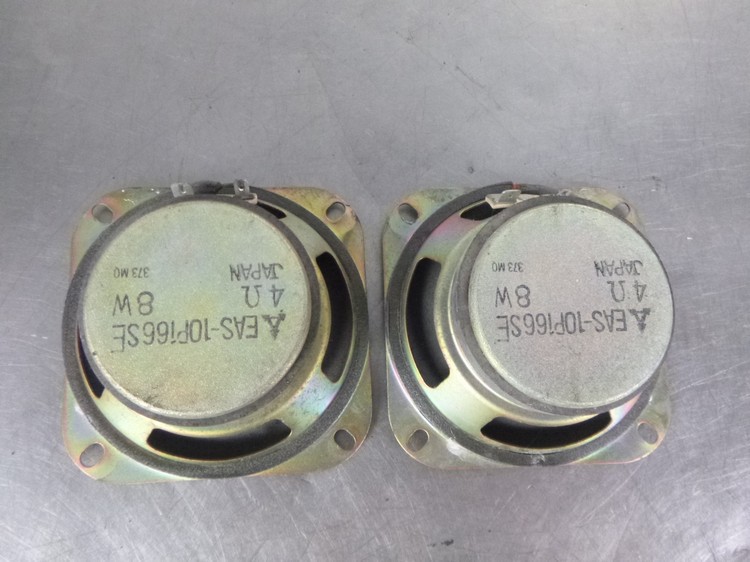 EAS-10P166SE
4Ω 8W
JAPAN 373 MO
EAS-10P166SE
4Ω 8W
JAPAN 373 MO